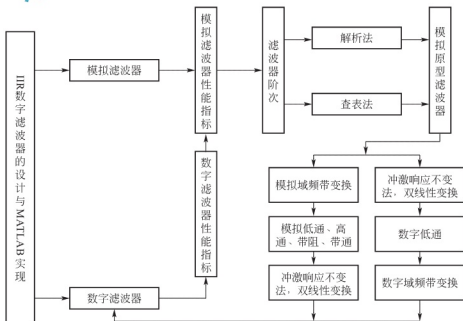 IIR数字滤波器的设计与MATLAB实现
模拟滤波器
数字滤波器
模拟滤波器性能指标
数字滤波器性能指标
滤波器阶次
解析法
查表法
模拟原型滤波器
模拟域频带变换
模拟低通、高
通、带阻、带通
冲激响应不变
法，双线性变换
冲激响应不变
法，双线性变换
数字低通
数字域频带变换